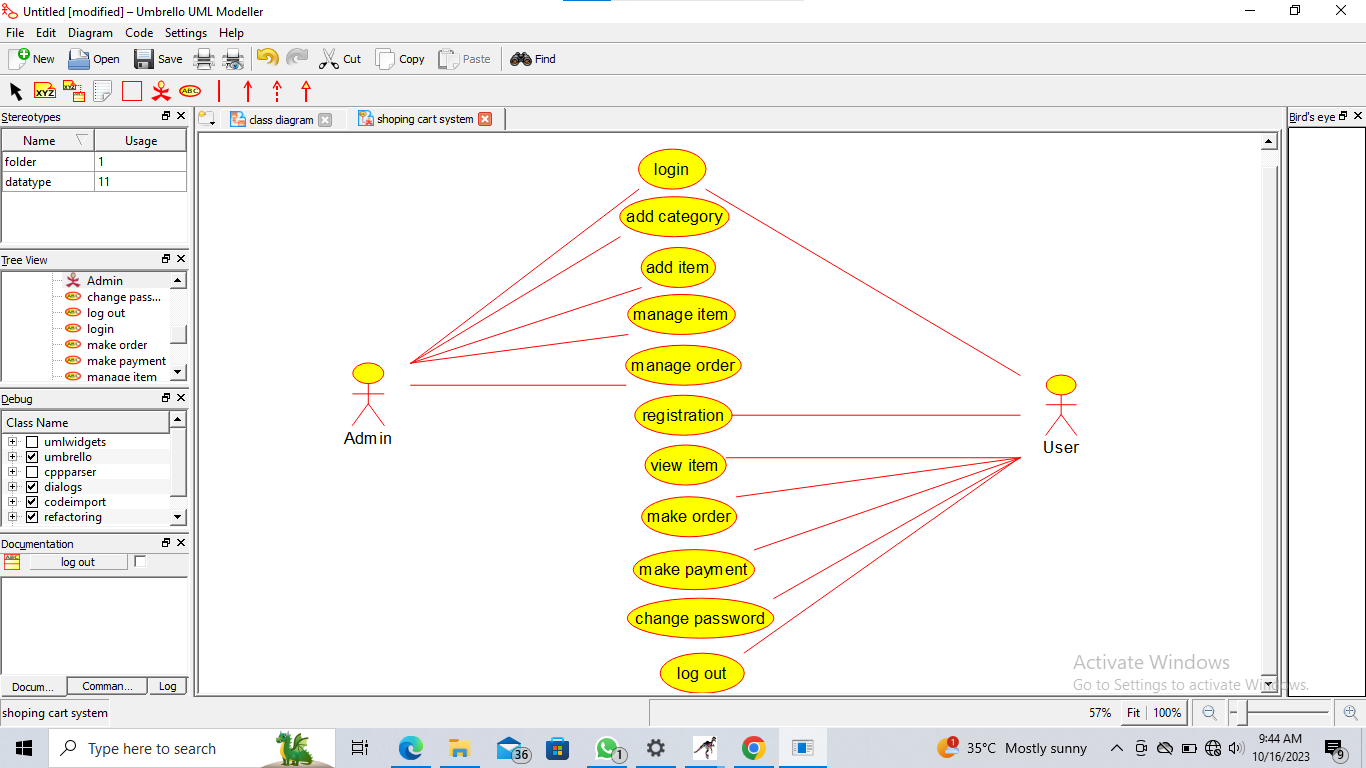 Untitled [modified] – Umbrello UML Modeller
File Edit Diagram Code Settings Help
New Open Save Cut Copy Paste Find
XYZ XYZ ABC
Stereotypes
class diagram shoping cart system
Bird's eye
Name Usage
folder 1
datatype 11
Tree View
Admin
change pass...
log out
login
make order
make payment
manage item
Debug
Class Name
umlwidgets
umbrello
cppparser
dialogs
codeimport
refactoring
Documentation
log out
Docum... Comman... Log
login
add category
add item
manage item
manage order
registration
view item
make order
make payment
change password
log out
Admin
User
Activate Windows
Go to Settings to activate Windows.
shoping cart system
57% Fit 100%
Type here to search
36
1
1
35°C Mostly sunny
9:44 AM
10/16/2023
9